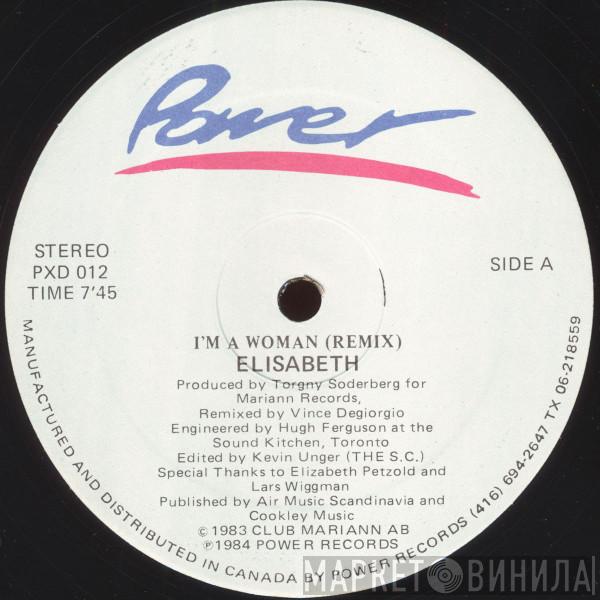 Power
STEREO
PXD 012
TIME 7'45
SIDE A
I'M A WOMAN (REMIX)
ELISABETH
Produced by Torgny Soderberg for
Mariann Records,
Remixed by Vince Degiorgio
Engineered by Hugh Ferguson at the
Sound Kitchen, Toronto
Edited by Kevin Unger (THE S.C.)
Special Thanks to Elizabeth Petzold and
Lars Wiggman
Published by Air Music Scandinavia and
Cookley Music
© 1983 CLUB MARIANN AB
℗ 1984 POWER RECORDS
MANUFACTURED AND DISTRIBUTED IN CANADA BY POWER RECORDS (416) 694-2647 TX 06-218559
МАРКЕТ ВИНИЛА